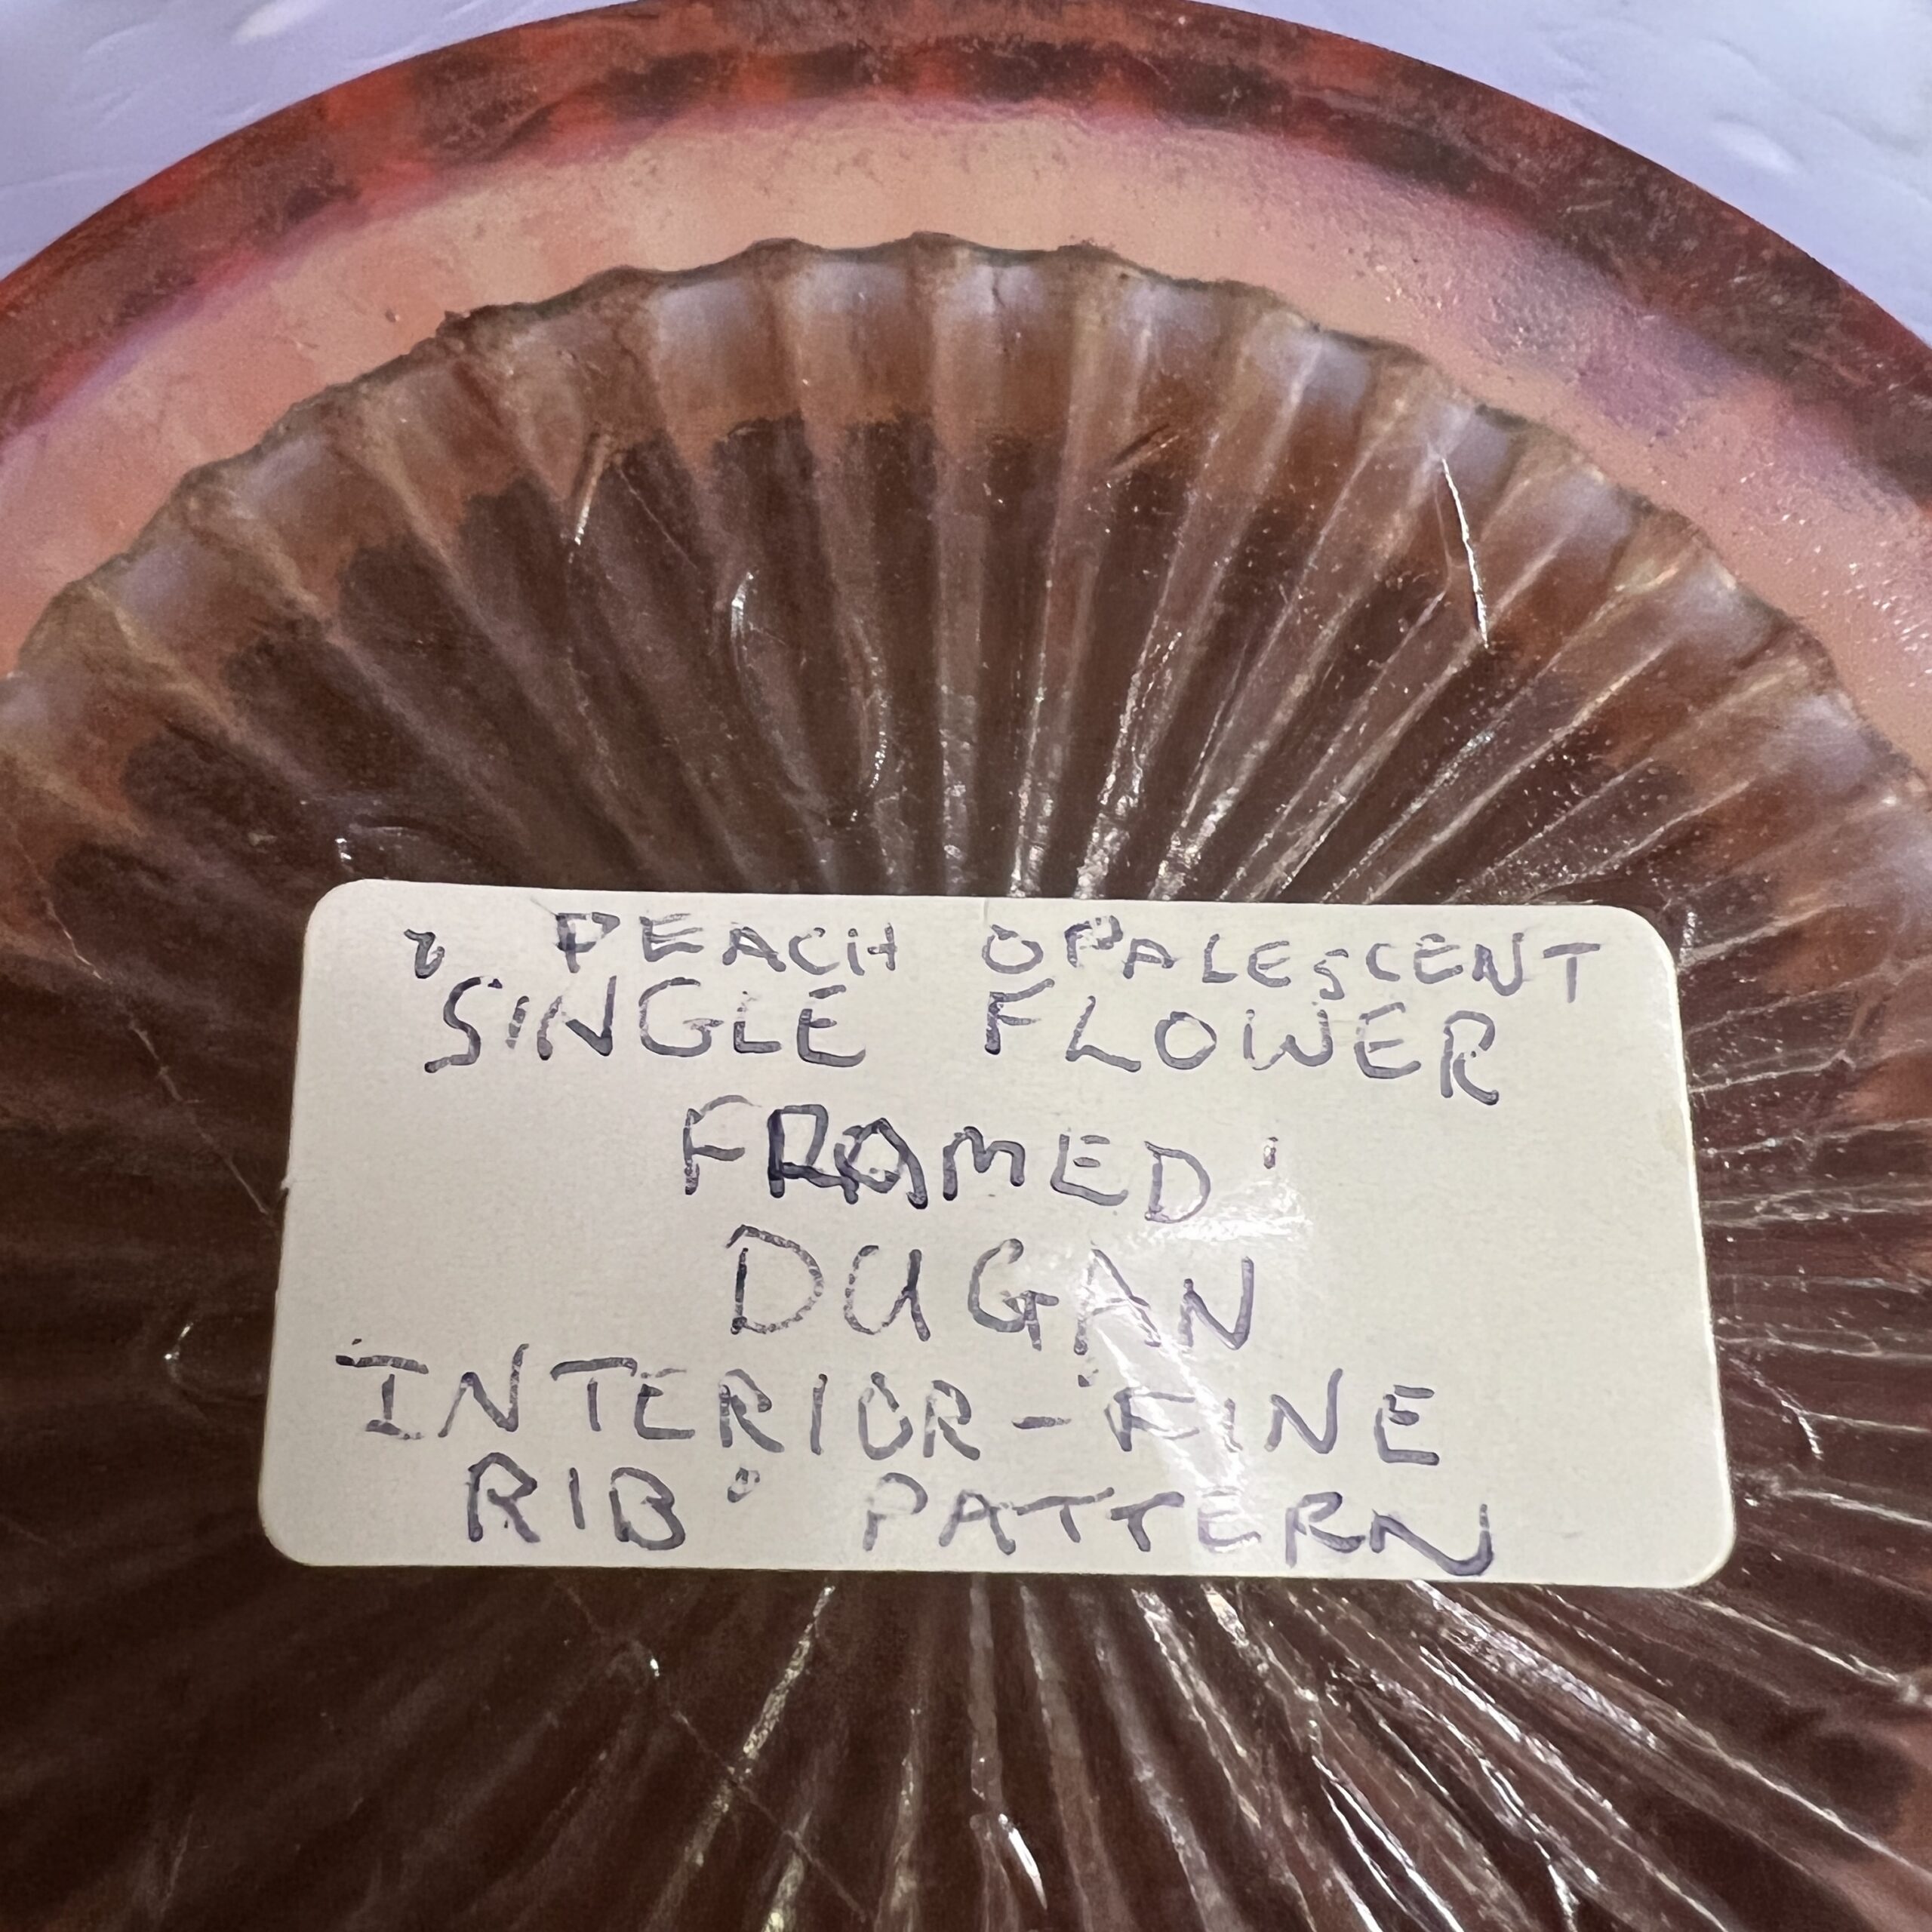 PEACH OPALESCENT
"SINGLE FLOWER
FRAMED'
DUGAN
INTERIOR-FINE
RIB" PATTERN